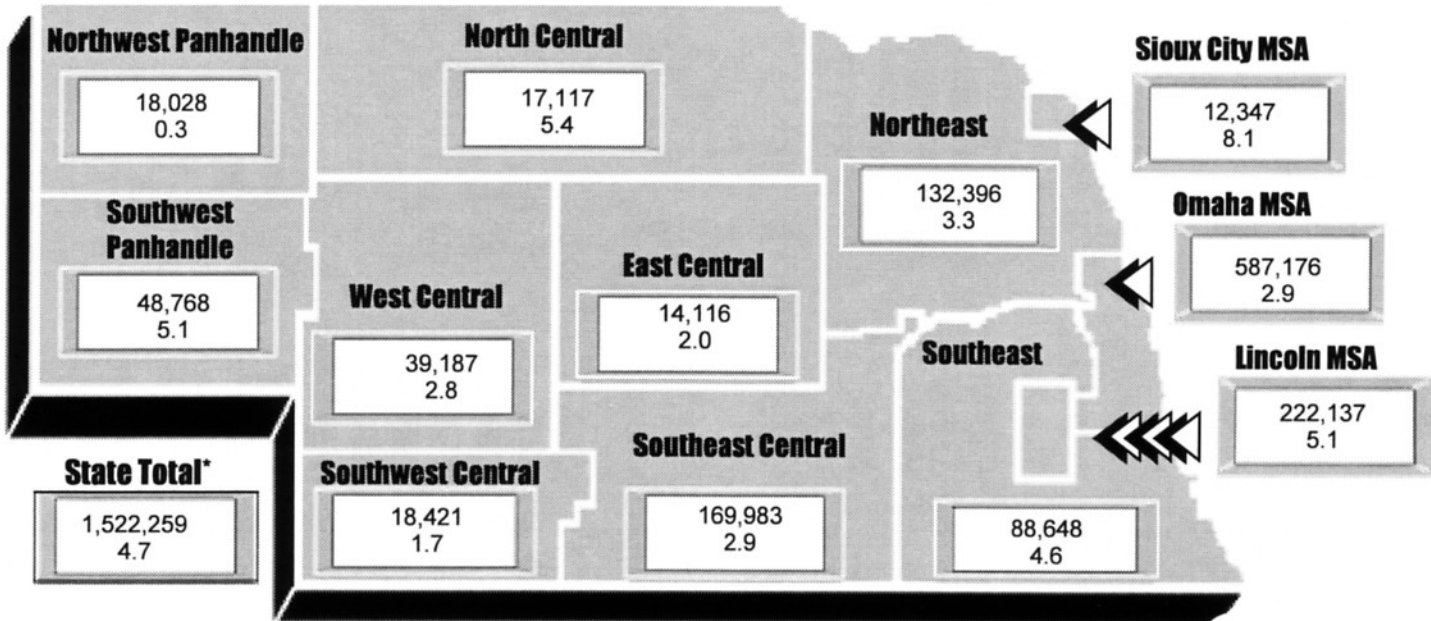 Northwest Panhandle
18,028
0.3
North Central
17,117
5.4
Sioux City MSA
12,347
8.1
Northeast
132,396
3.3
Southwest
Panhandle
48,768
5.1
Omaha MSA
587,176
2.9
West Central
39,187
2.8
East Central
14,116
2.0
Southeast
88,648
4.6
Lincoln MSA
222,137
5.1
State Total*
1,522,259
4.7
Southwest Central
18,421
1.7
Southeast Central
169,983
2.9